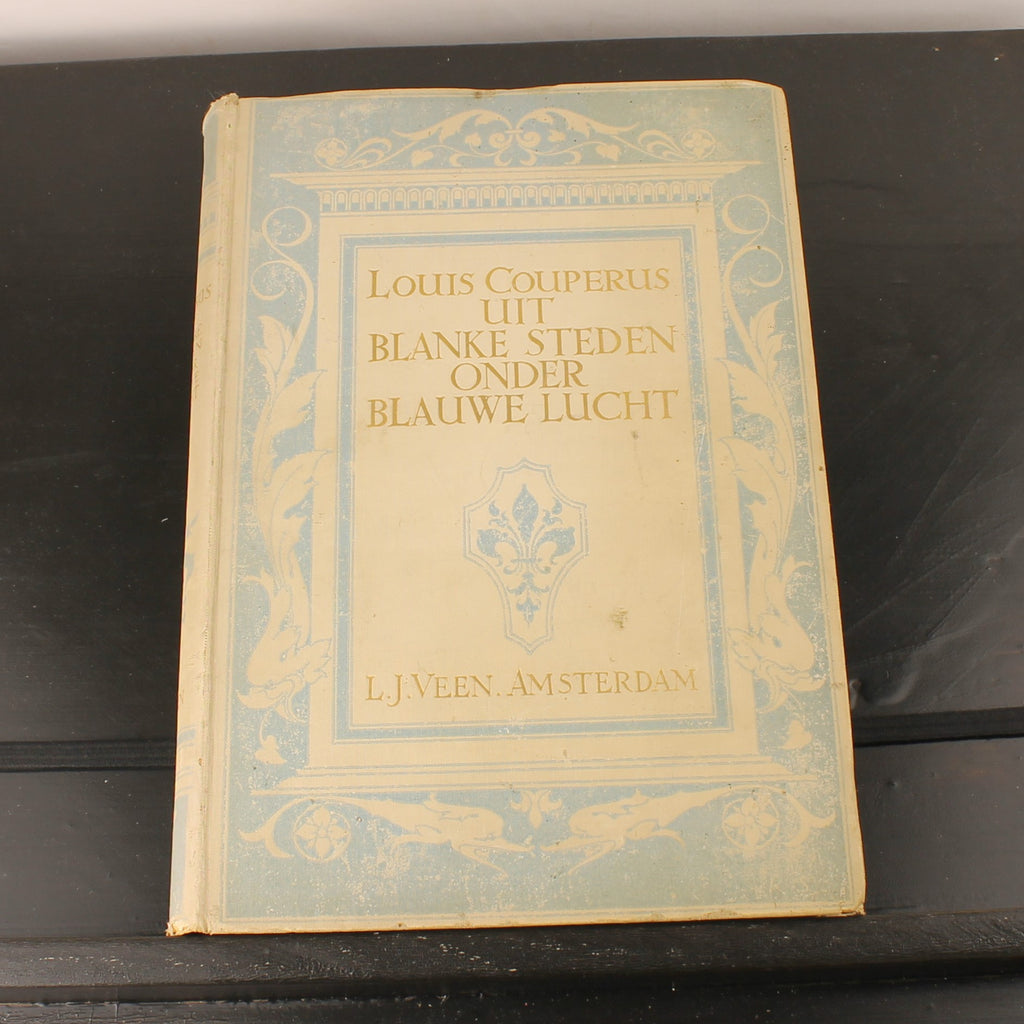 LOUIS COUPERUS
UIT
BLANKE STEDEN
ONDER
BLAUWE LUCHT
L.J. VEEN. AMSTERDAM